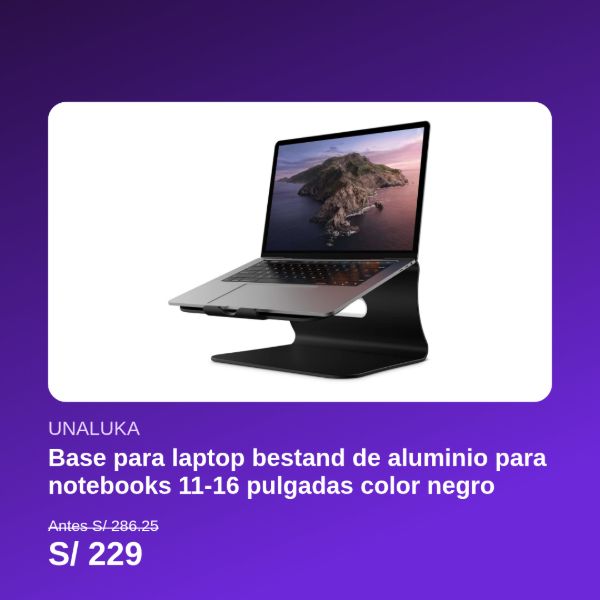 UNALUKA
Base para laptop bestand de aluminio para
notebooks 11-16 pulgadas color negro
Antes S/ 286.25
S/ 229